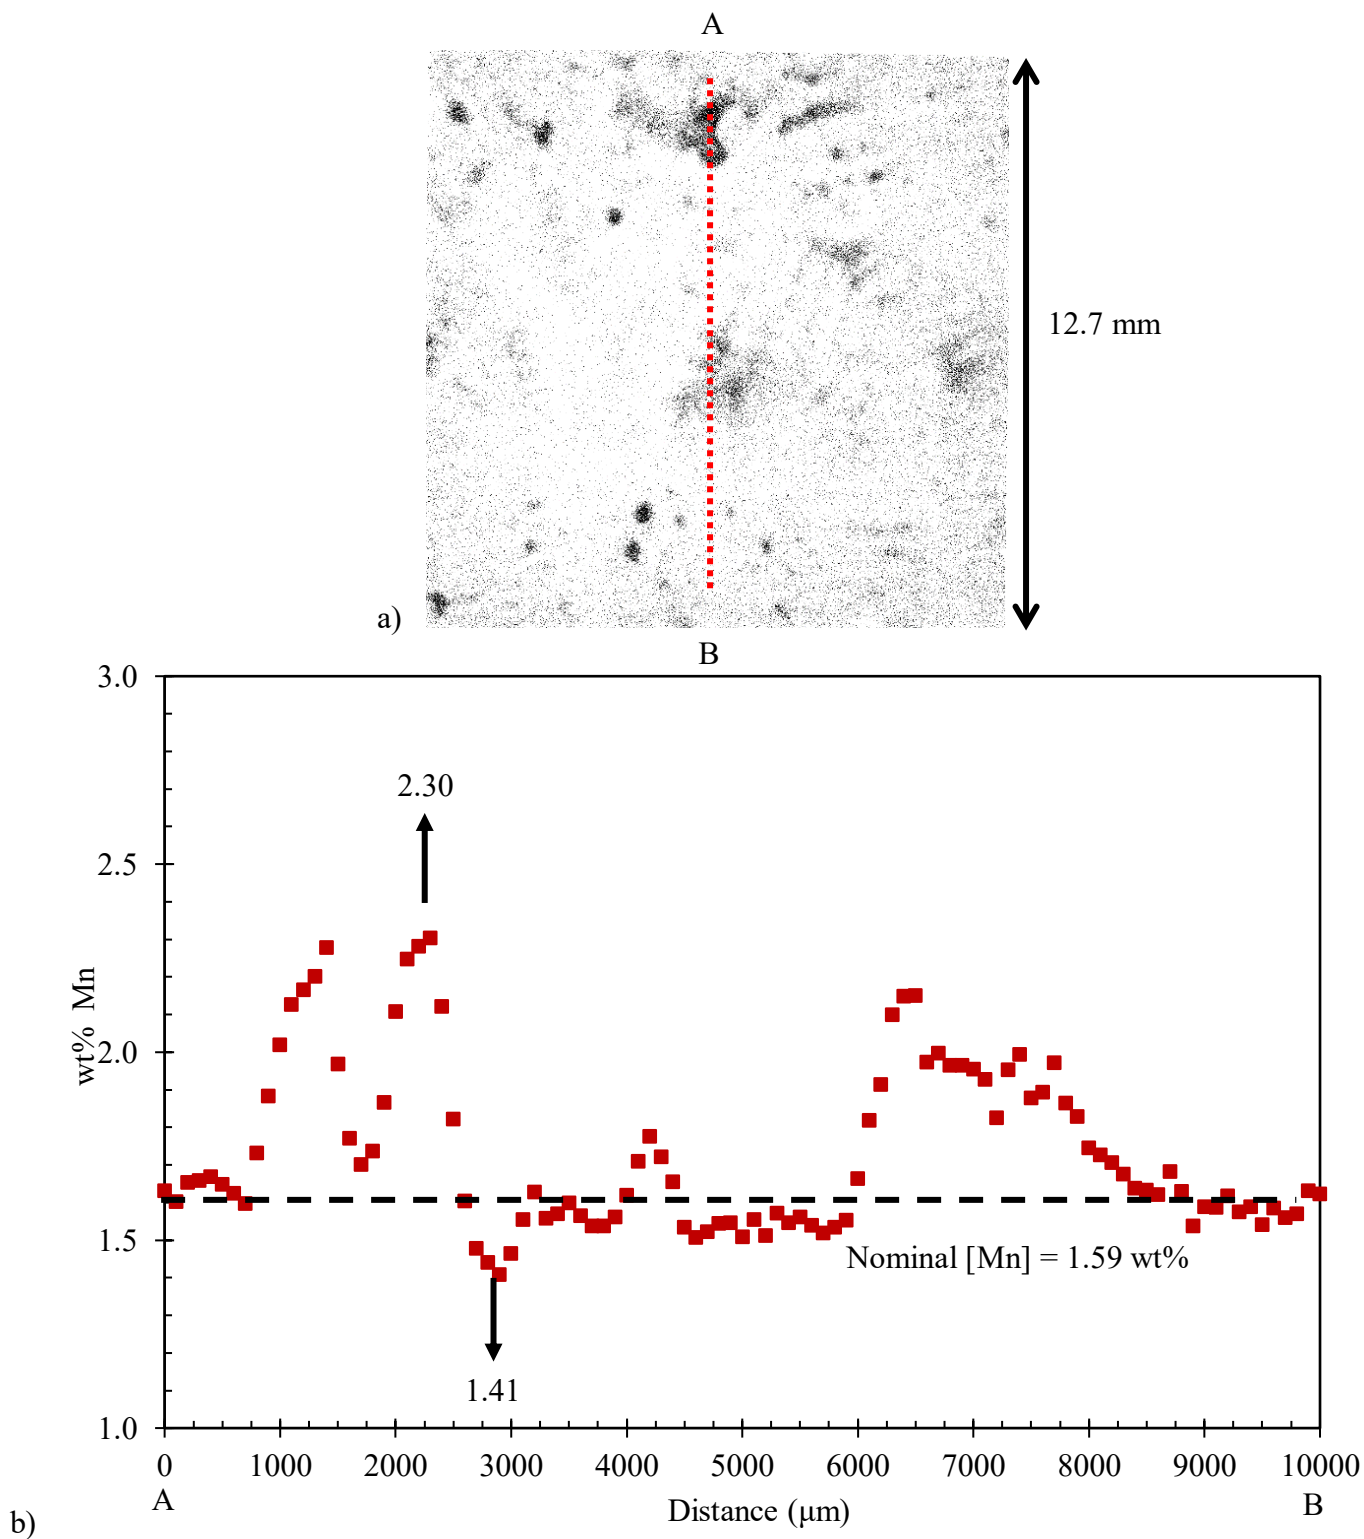 A
12.7 mm
a)
B
3.0
2.5
2.0
1.5
1.0
wt% Mn
2.30
1.41
Nominal [Mn] = 1.59 wt%
0 1000 2000 3000 4000 5000 6000 7000 8000 9000 10000
A Distance (μm) B
b)